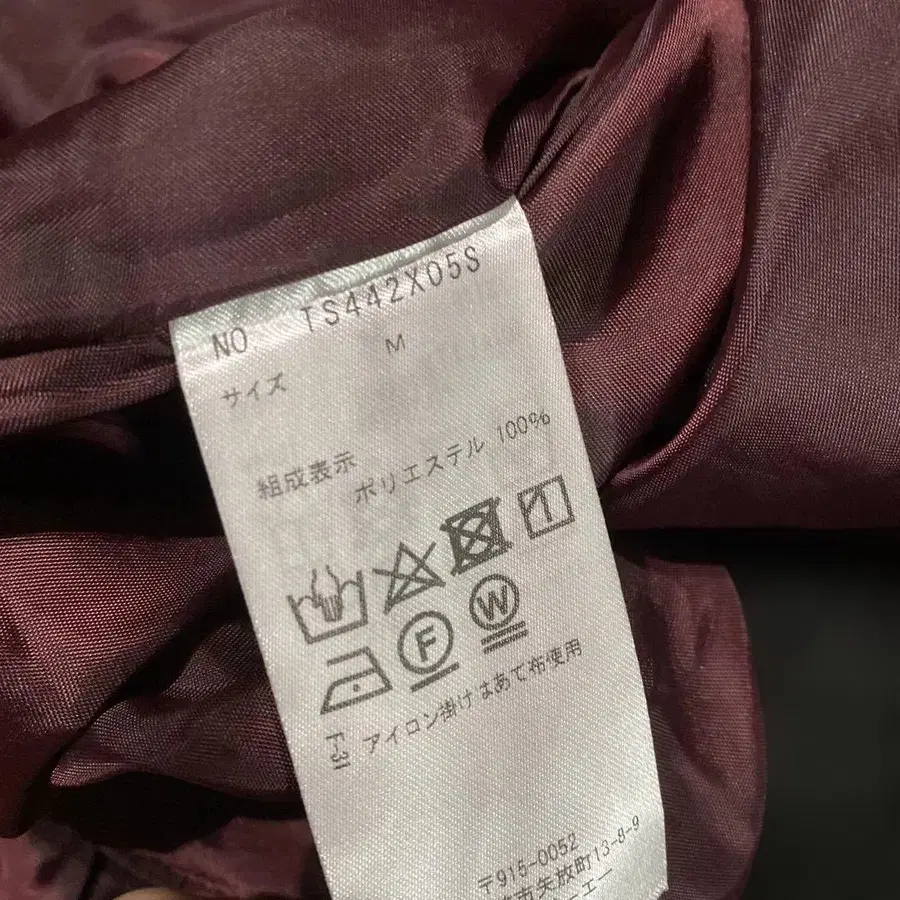 NO. TS442X05S
サイズ M
組成表示
ポリエステル 100%
F W
アイロン掛けはあて布使用
〒915-0052
市矢放町13-8-9